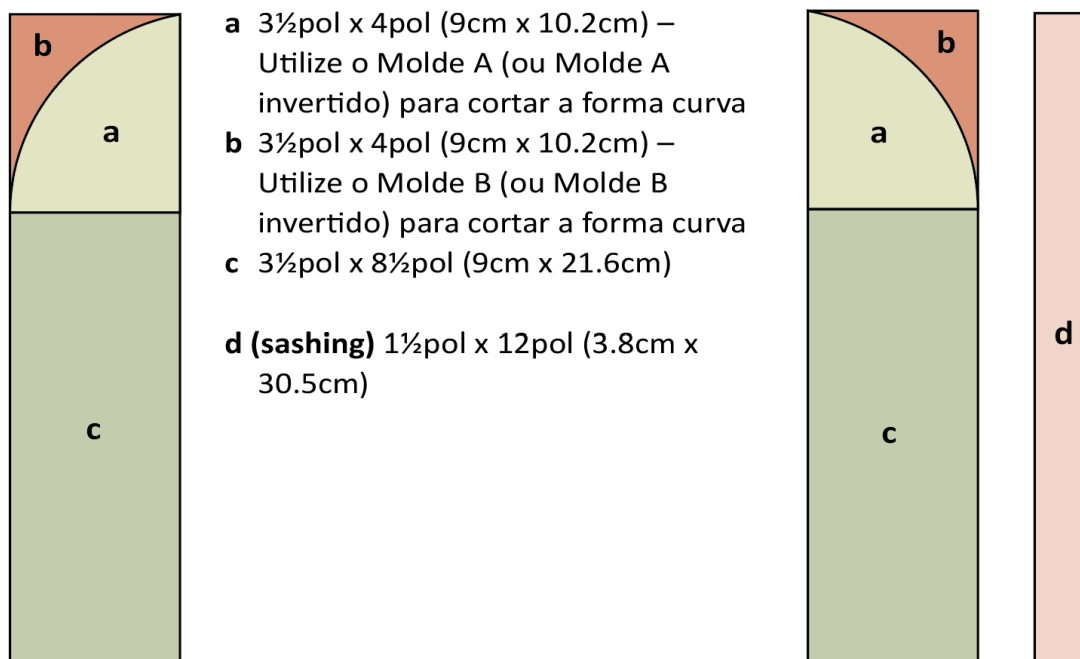 b
a
c
a 3½pol x 4pol (9cm x 10.2cm) –
Utilize o Molde A (ou Molde A
invertido) para cortar a forma curva
b 3½pol x 4pol (9cm x 10.2cm) –
Utilize o Molde B (ou Molde B
invertido) para cortar a forma curva
c 3½pol x 8½pol (9cm x 21.6cm)
d (sashing) 1½pol x 12pol (3.8cm x
30.5cm)
b
a
c
d